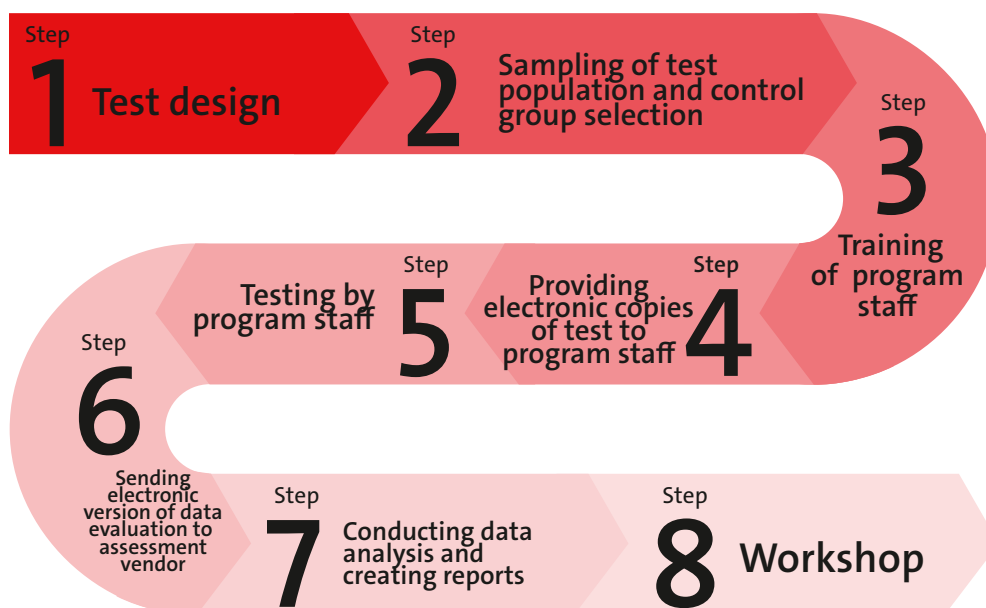 Step
1
Test design
Step
2
Sampling of test
population and control
group selection
Step
3
Training
of program
staff
Step
4
Providing
electronic copies
of test to
program staff
Step
5
Testing by
program staff
Step
6
Sending
electronic
version of data
evaluation to
assessment
vendor
Step
7
Conducting data
analysis and
creating reports
Step
8
Workshop